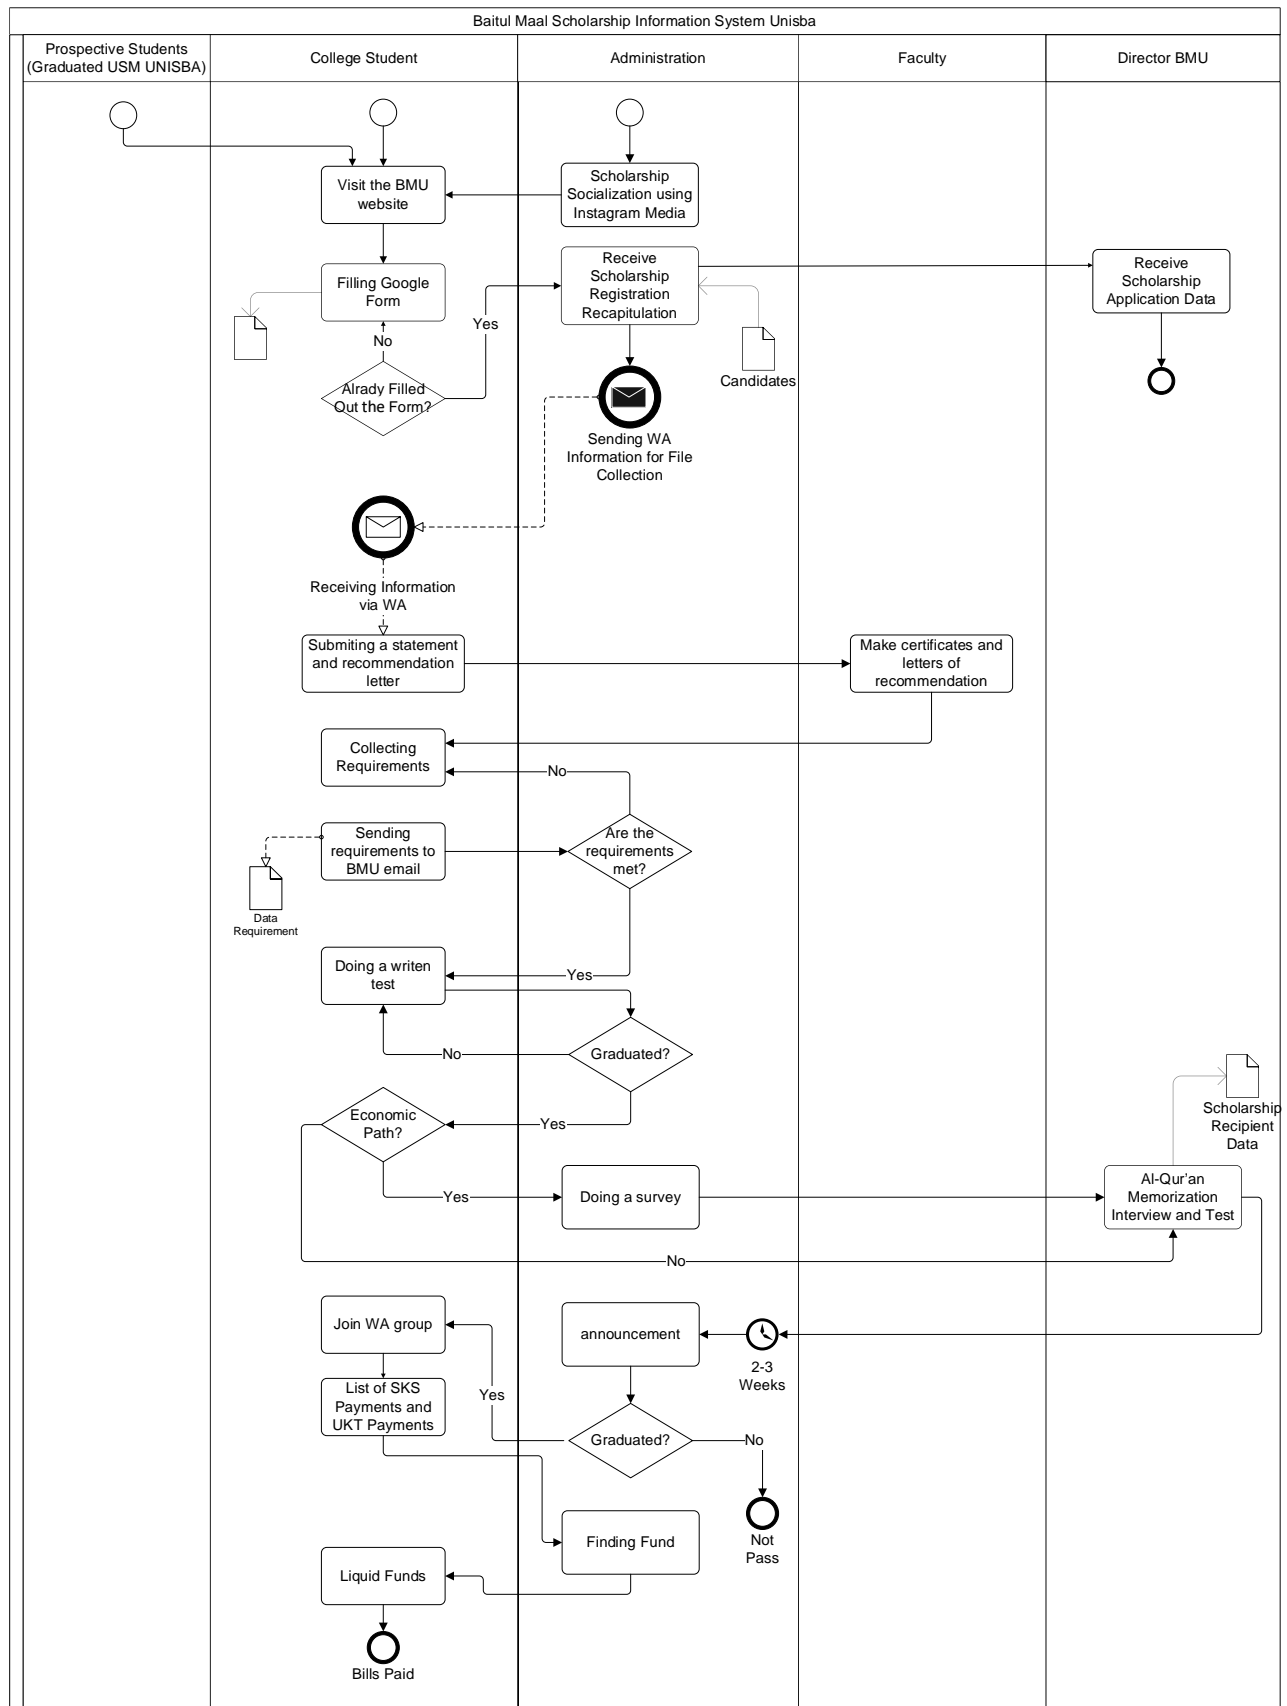 Baitul Maal Scholarship Information System Unisba
Prospective Students
(Graduated USM UNISBA)
College Student
Administration
Faculty
Director BMU
Visit the BMU
website
Scholarship
Socialization using
Instagram Media
Filling Google
Form
Receive
Scholarship
Registration
Recapitulation
Receive
Scholarship
Application Data
Yes
No
Candidates
Alrady Filled
Out the Form?
Sending WA
Information for File
Collection
Receiving Information
via WA
Submiting a statement
and recommendation
letter
Make certificates and
letters of
recommendation
Collecting
Requirements
No
Sending
requirements to
BMU email
Are the
requirements
met?
Data
Requirement
Doing a writen
test
Yes
No
Graduated?
Economic
Path?
Yes
Scholarship
Recipient
Data
Yes
Doing a survey
Al-Qur'an
Memorization
Interview and Test
No
Join WA group
announcement
2-3
Weeks
List of SKS
Payments and
UKT Payments
Yes
Graduated?
No
Not
Pass
Finding Fund
Liquid Funds
Bills Paid